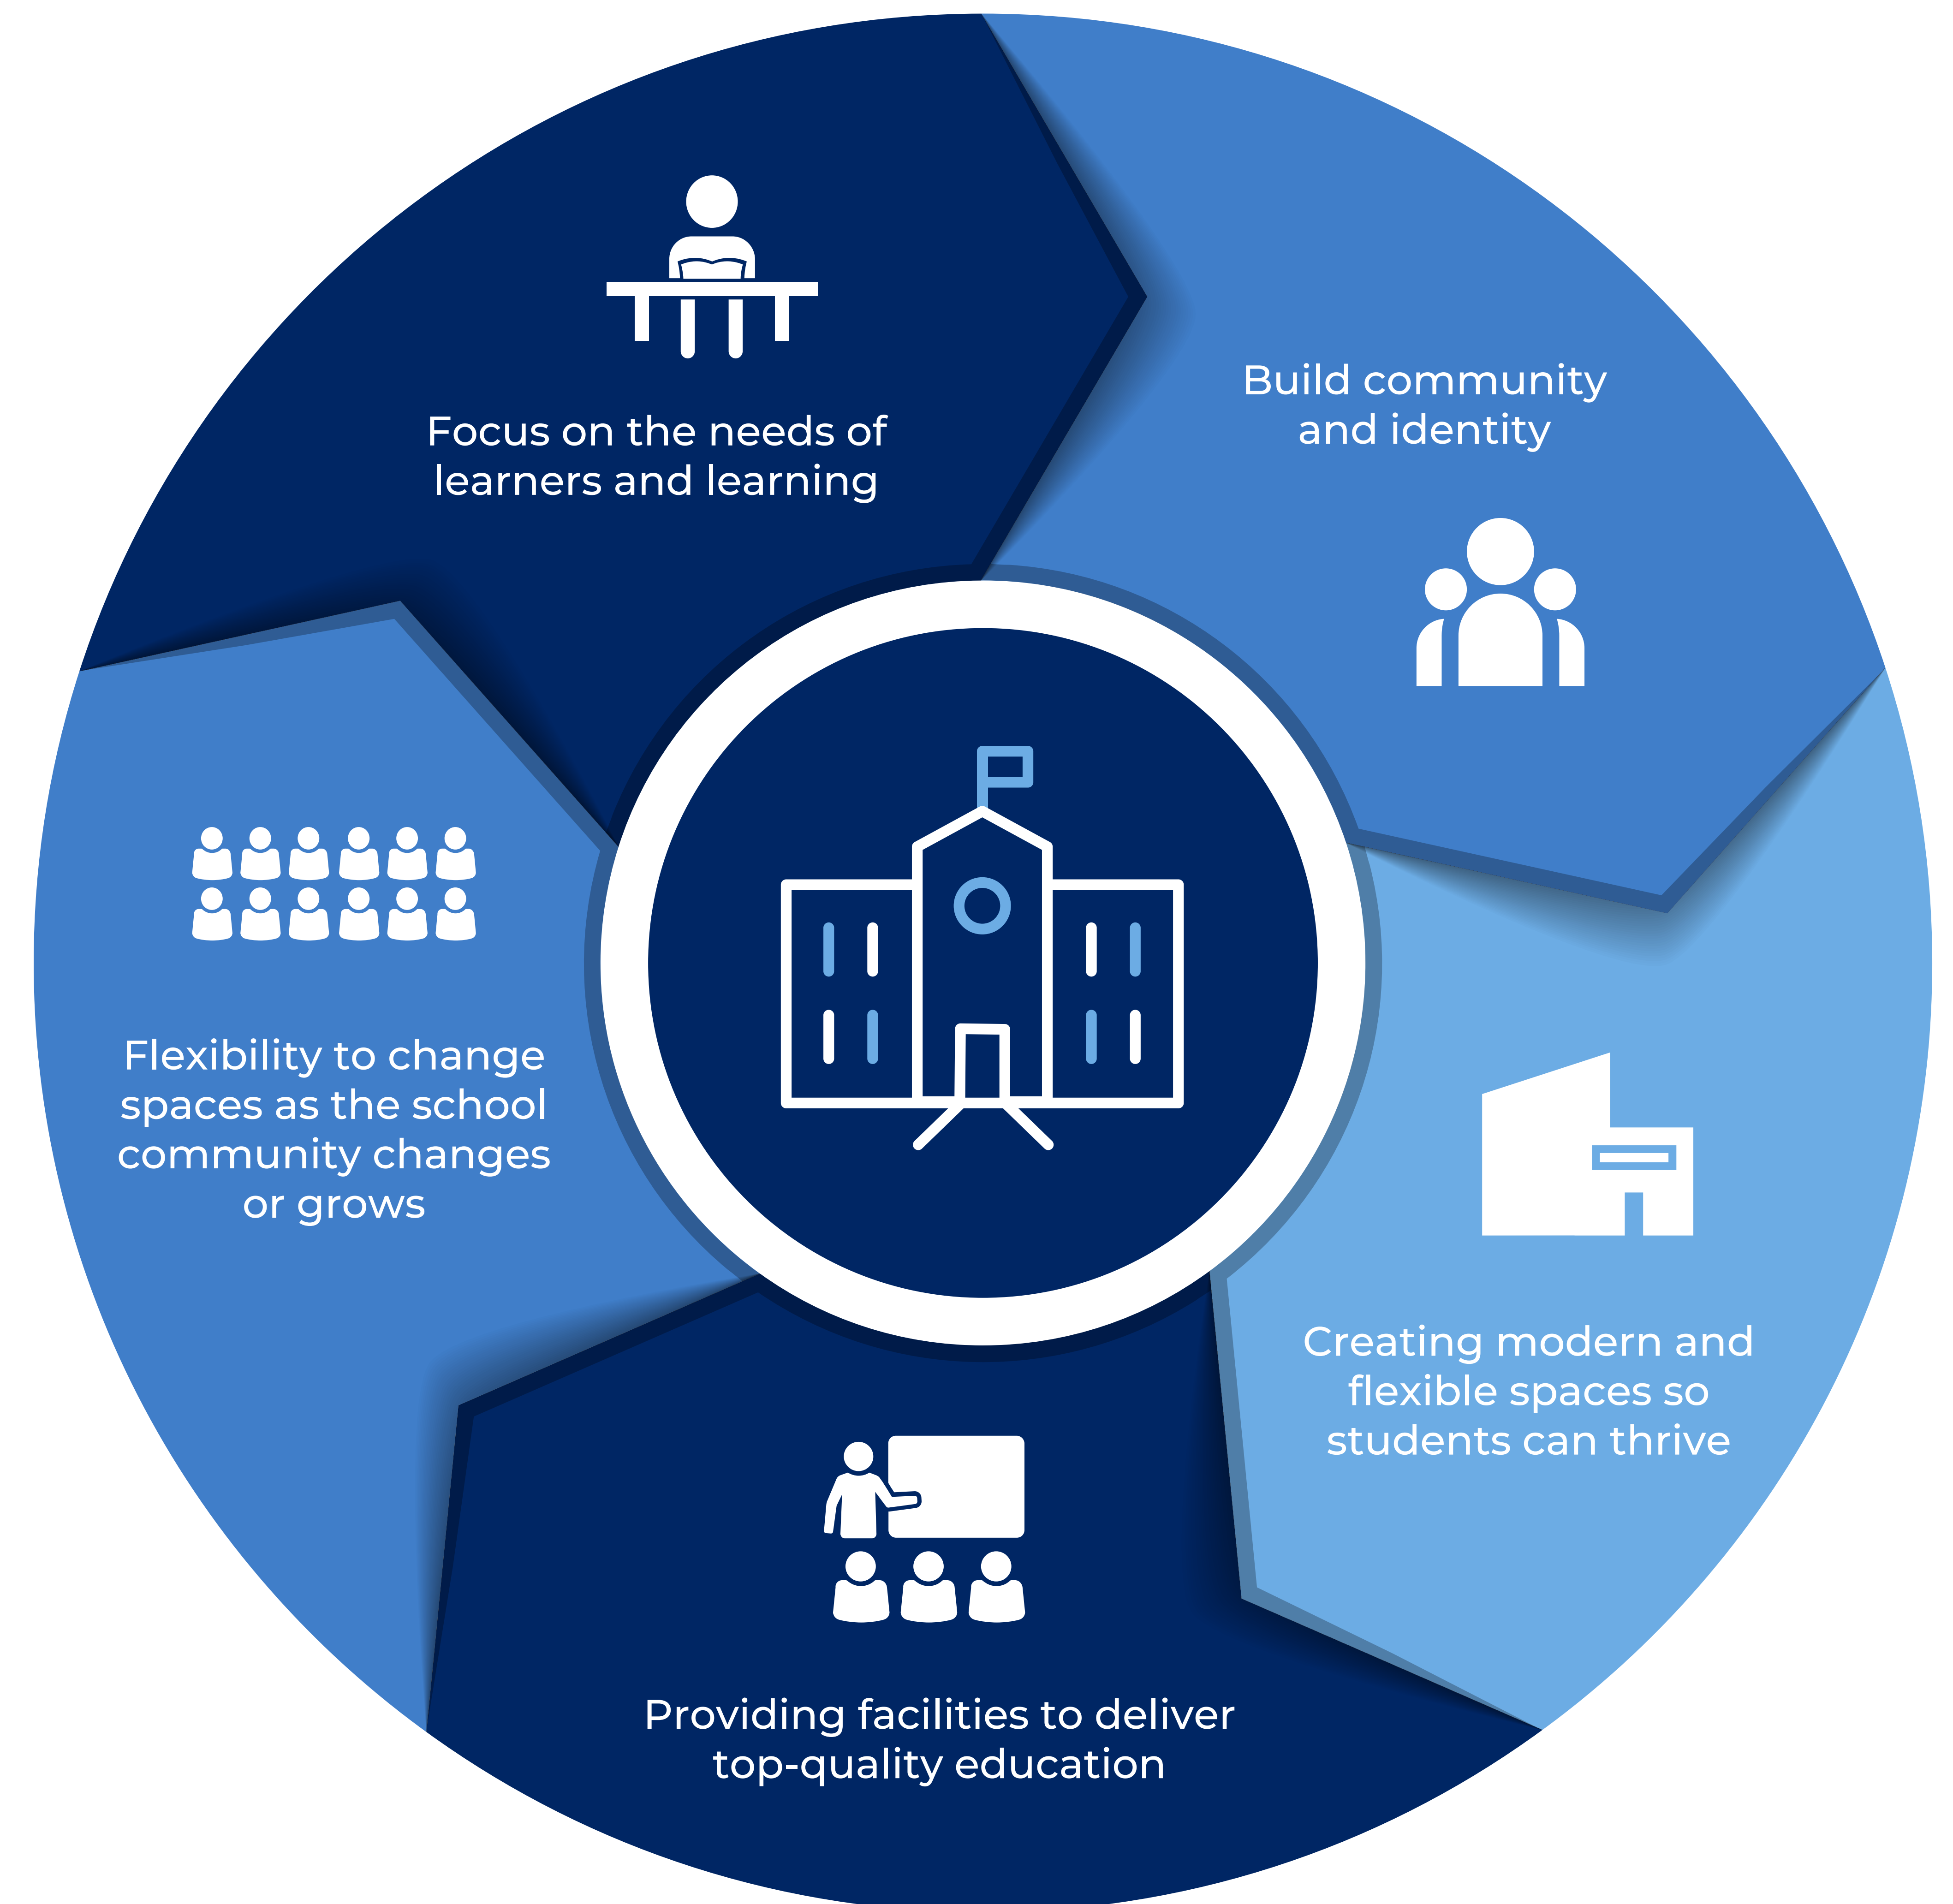 Focus on the needs of
learners and learning
Build community
and identity
Creating modern and
flexible spaces so
students can thrive
Providing facilities to deliver
top-quality education
Flexibility to change
spaces as the school
community changes
or grows